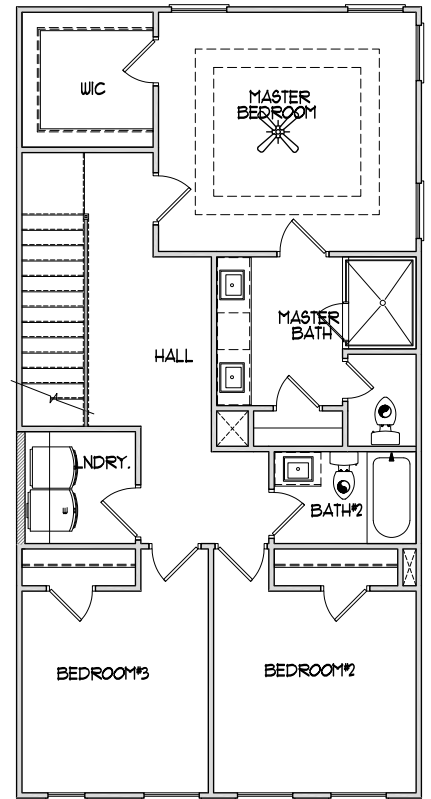 WIC
MASTER
BEDROOM
MASTER
BATH
HALL
LNDRY.
BATH#2
BEDROOM#3
BEDROOM#2